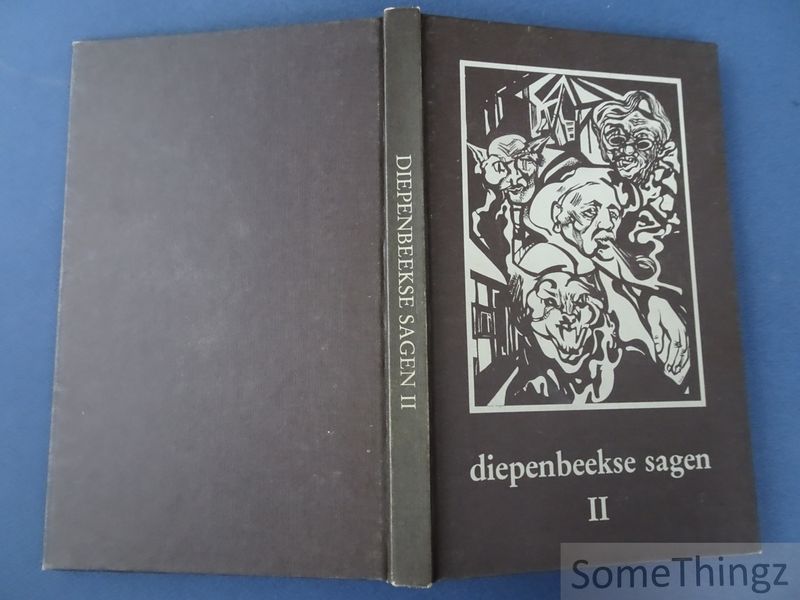 DIEPENBEEKSE SAGEN II
diepenbeekse sagen
II
SomeThingz